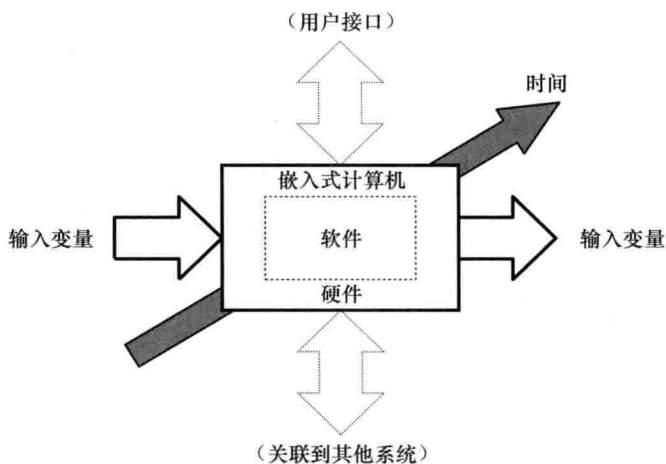 （用户接口）
时间
嵌入式计算机
输入变量
软件
输入变量
硬件
（关联到其他系统）